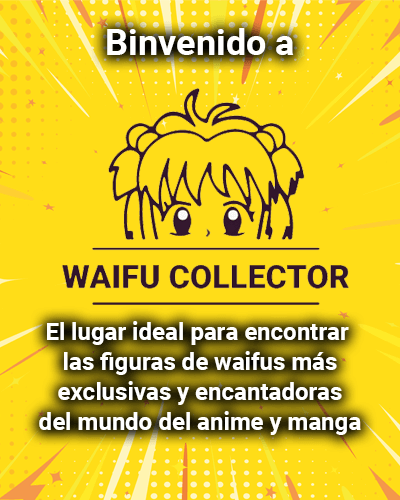 Binvenido a
WAIFU COLLECTOR
El lugar ideal para encontrar
las figuras de waifus más
exclusivas y encantadoras
del mundo del anime y manga